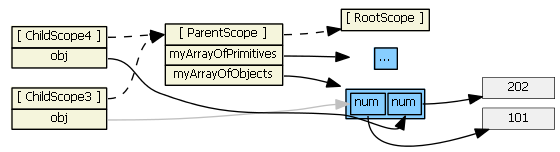 [ ChildScope4 ]
obj
[ ChildScope3 ]
obj
[ ParentScope ]
myArrayOfPrimitives
myArrayOfObjects
[ RootScope ]
...
num num
202
101